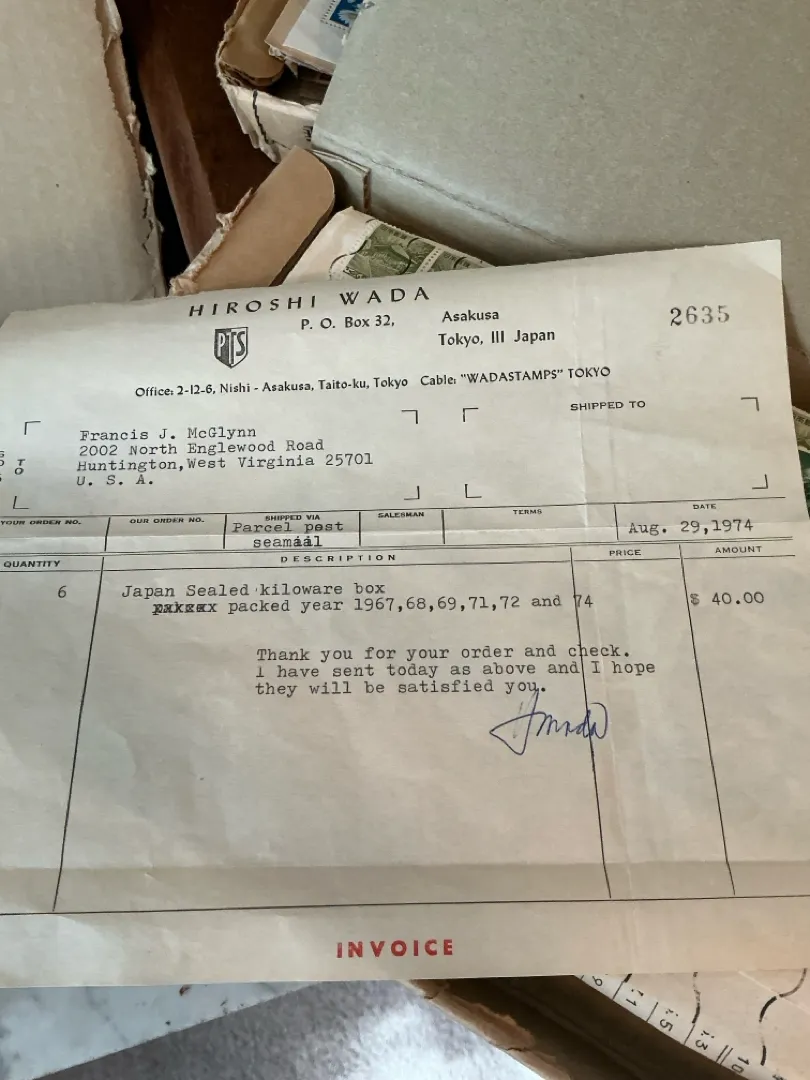 HIROSHI WADA
PTS
P. O. Box 32, Asakusa
Tokyo, III Japan
2635
Office: 2-12-6, Nishi - Asakusa, Taito-ku, Tokyo Cable: "WADASTAMPS" TOKYO
TO
Francis J. McGlynn
2002 North Englewood Road
Huntington,West Virginia 25701
U. S. A.
SHIPPED TO
YOUR ORDER NO. OUR ORDER NO. SHIPPED VIA SALESMAN TERMS DATE
Parcel post
seamáál
Aug. 29,1974
QUANTITY DESCRIPTION PRICE AMOUNT
6 Japan Sealed kiloware box
packed year 1967,68,69,71,72 and 74 $ 40.00
Thank you for your order and check.
I have sent today as above and I hope
they will be satisfied you.
INVOICE